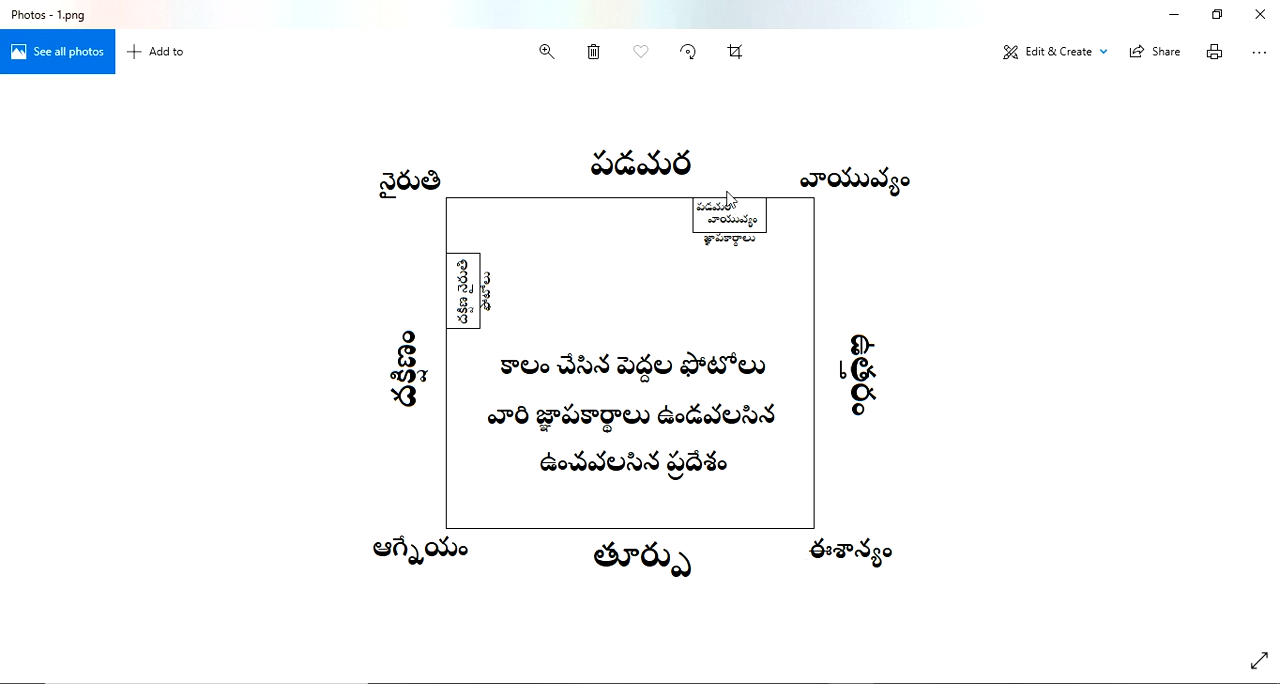 Photos - 1.png
See all photos
Add to
Edit & Create
Share
పడమర
నైరుతి
వాయువ్యం
పడమర
వాయువ్యం
జ్ఞాపకార్థాలు
దక్షిణ నైరుతి
ఫోటోలు
దక్షిణం
ఉత్తరం
కాలం చేసిన పెద్దల ఫోటోలు
వారి జ్ఞాపకార్థాలు ఉండవలసిన
ఉంచవలసిన ప్రదేశం
ఆగ్నేయం
తూర్పు
ఈశాన్యం